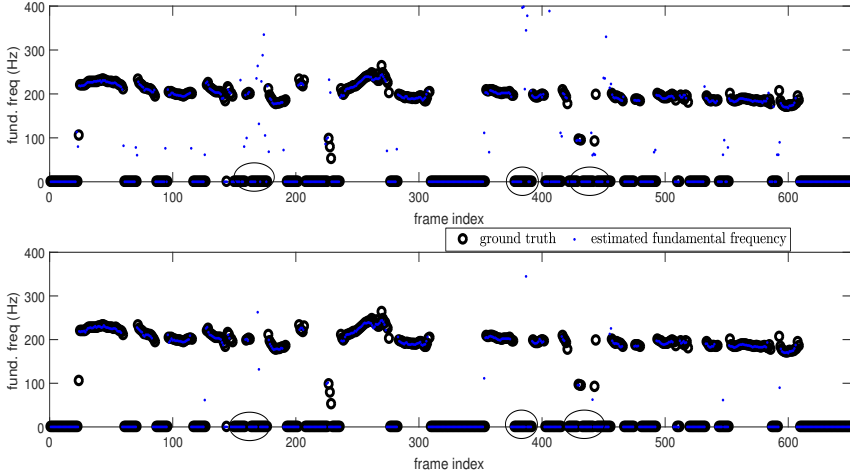 400
300
200
100
0
fund. freq (Hz)
0 100 200 300 400 500 600
frame index
ground truth estimated fundamental frequency
400
300
200
100
0
fund. freq (Hz)
0 100 200 300 400 500 600
frame index